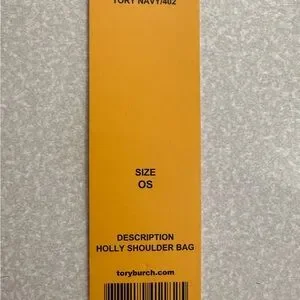 TORY NAVY/402
SIZE
OS
DESCRIPTION
HOLLY SHOULDER BAG
toryburch.com